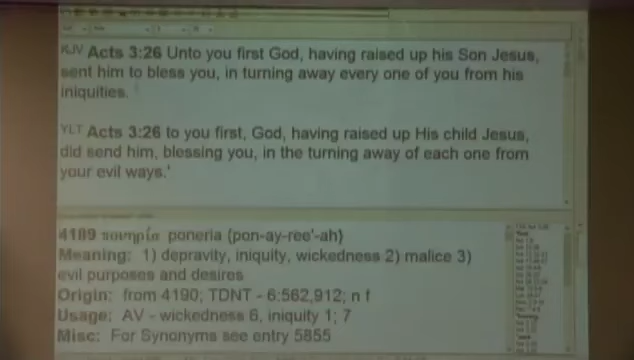 KJV Acts 3:26 Unto you first God, having raised up his Son Jesus,
sent him to bless you, in turning away every one of you from his
iniquities.
YLT Acts 3:26 to you first, God, having raised up His child Jesus,
did send him, blessing you, in the turning away of each one from
your evil ways.'
4189 πονηρία poneria {pon-ay-ree'-ah}
Meaning: 1) depravity, iniquity, wickedness 2) malice 3)
evil purposes and desires
Origin: from 4190; TDNT - 6:562,912; n f
Usage: AV - wickedness 6, iniquity 1; 7
Misc: For Synonyms see entry 5855